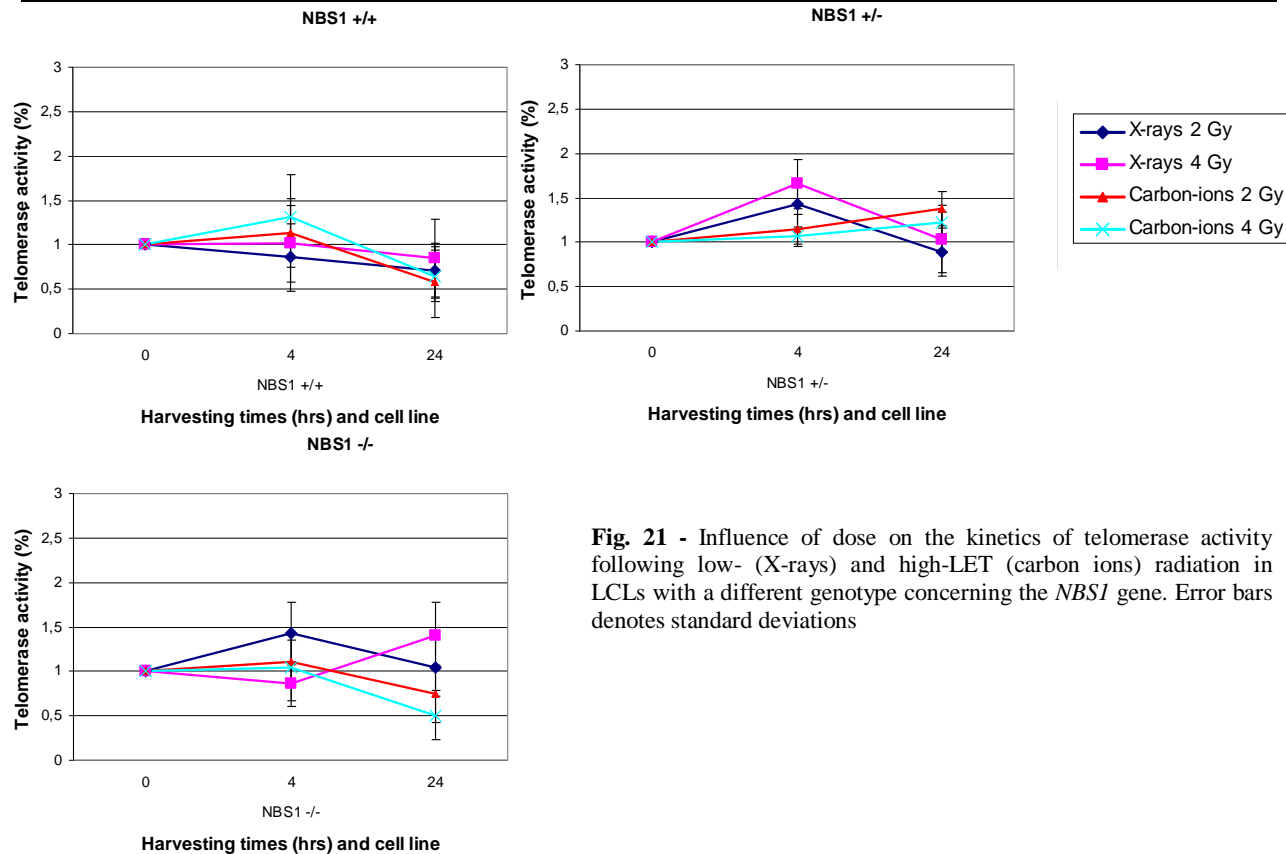 NBS1 +/+
Telomerase activity (%)
3
2,5
2
1,5
1
0,5
0
0 4 24
NBS1 +/+
Harvesting times (hrs) and cell line
NBS1 +/-
Telomerase activity (%)
3
2,5
2
1,5
1
0,5
0
0 4 24
NBS1 +/-
Harvesting times (hrs) and cell line
X-rays 2 Gy
X-rays 4 Gy
Carbon-ions 2 Gy
Carbon-ions 4 Gy
NBS1 -/-
Telomerase activity (%)
3
2,5
2
1,5
1
0,5
0
0 4 24
NBS1 -/-
Harvesting times (hrs) and cell line
Fig. 21 - Influence of dose on the kinetics of telomerase activity
following low- (X-rays) and high-LET (carbon ions) radiation in
LCLs with a different genotype concerning the NBS1 gene. Error bars
denotes standard deviations